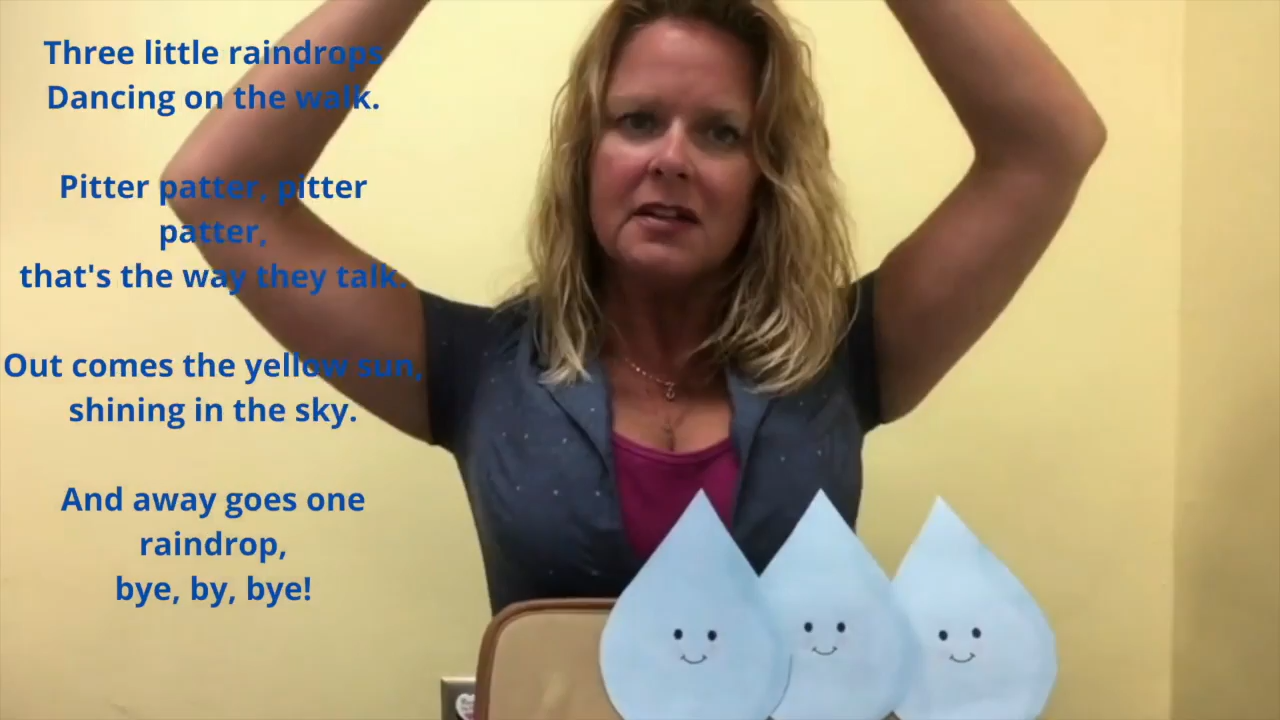 Three little raindrops
Dancing on the walk.
Pitter patter, pitter
patter,
that's the way they talk.
Out comes the yellow sun,
shining in the sky.
And away goes one
raindrop,
bye, by, bye!